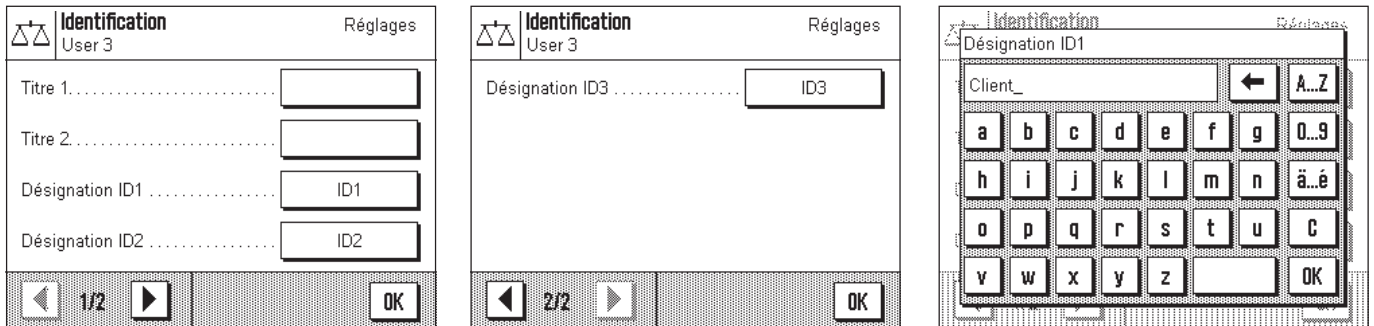 Identification
User 3
Réglages
Titre 1
Titre 2
Désignation ID1 ID1
Désignation ID2 ID2
1/2 OK
Identification
User 3
Réglages
Désignation ID3 ID3
2/2 OK
Identification
Réglages
Désignation ID1
Client_ A...Z
a b c d e f g 0...9
h i j k l m n ä...é
o p q r s t u C
v w x y z OK